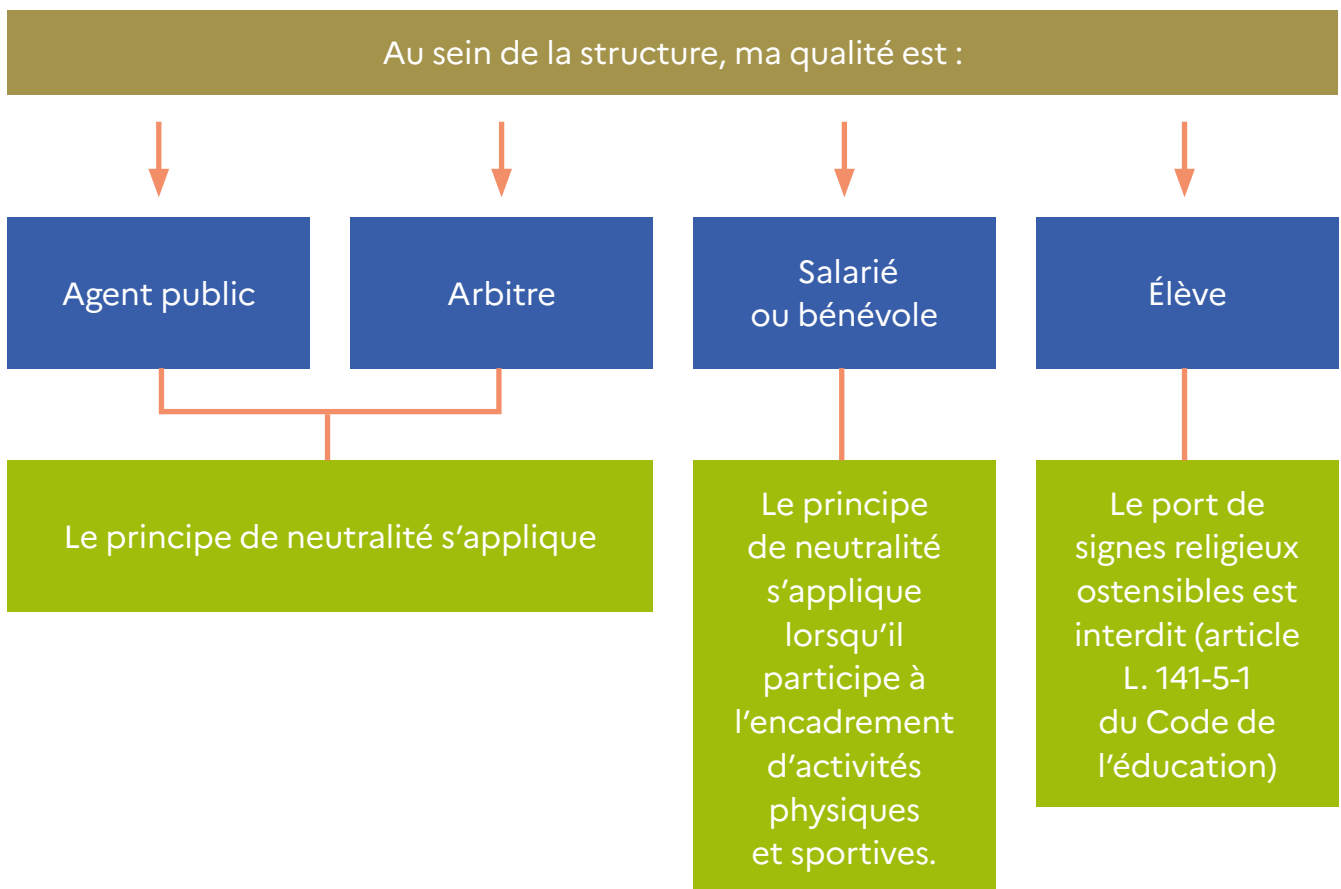 Au sein de la structure, ma qualité est :
Agent public
Arbitre
Salarié
ou bénévole
Élève
Le principe de neutralité s’applique
Le principe
de neutralité
s’applique
lorsqu’il
participe à
l’encadrement
d’activités
physiques
et sportives.
Le port de
signes religieux
ostensibles est
interdit (article
L. 141-5-1
du Code de
l’éducation)